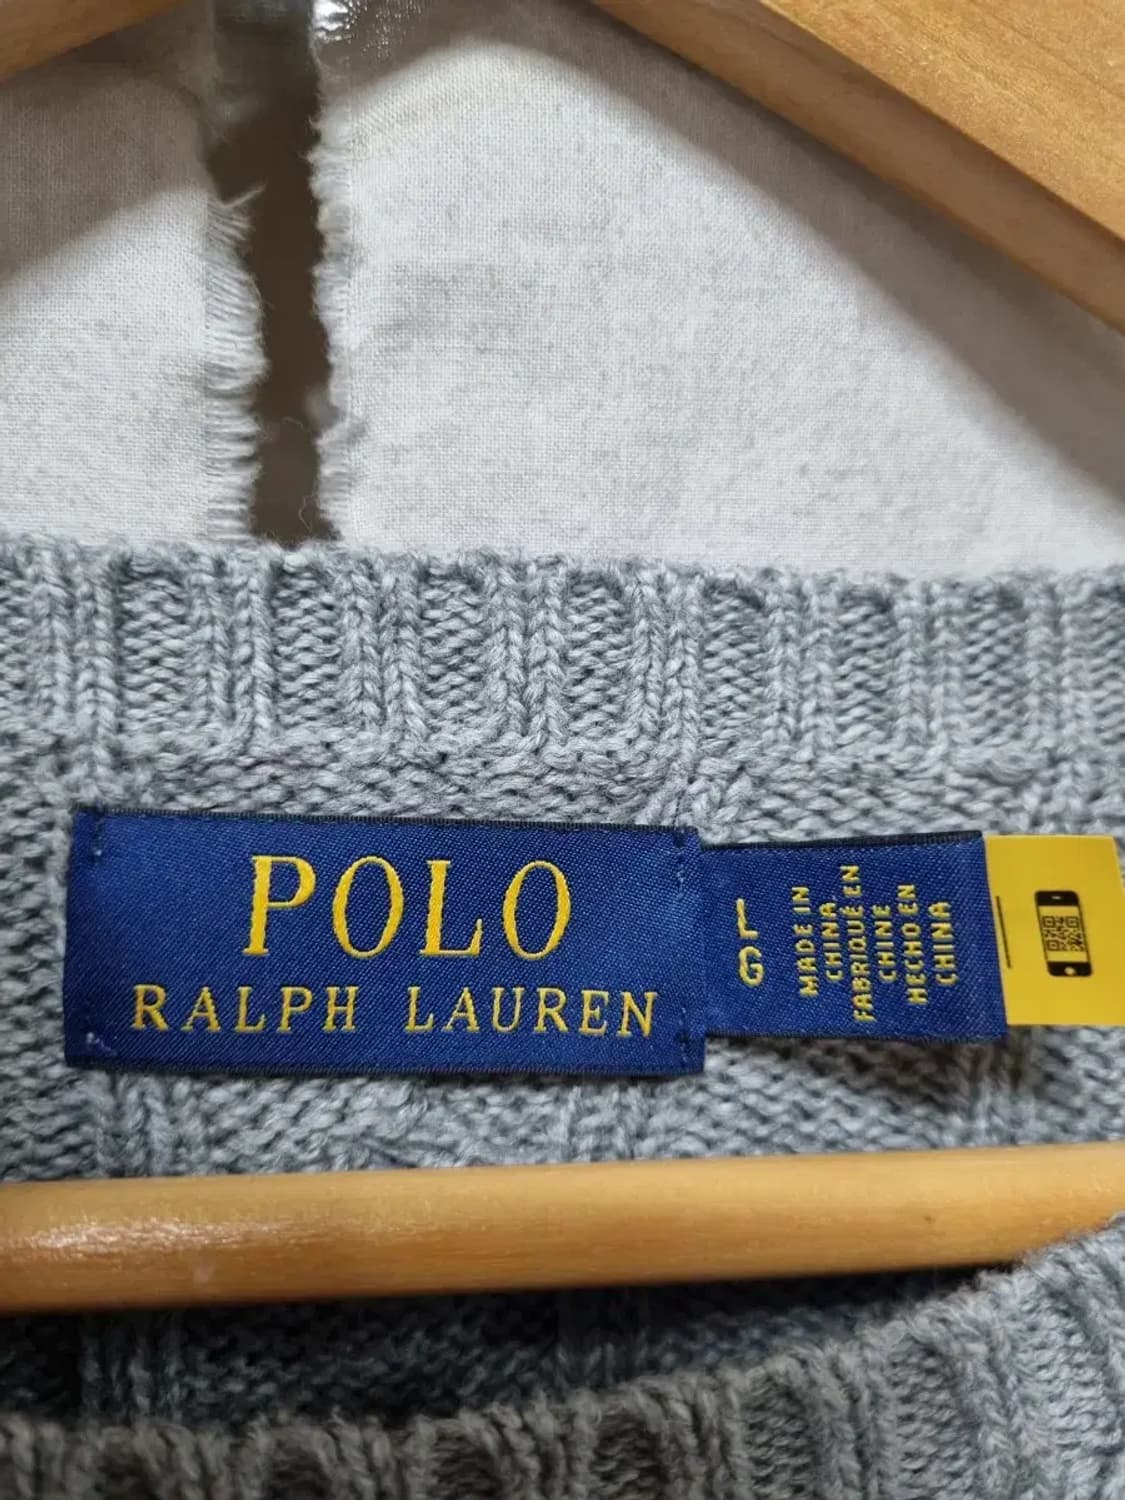 POLO
RALPH LAUREN
L
G
MADE IN
CHINA
FABRIQUÉ EN
CHINE
HECHO EN
CHINA